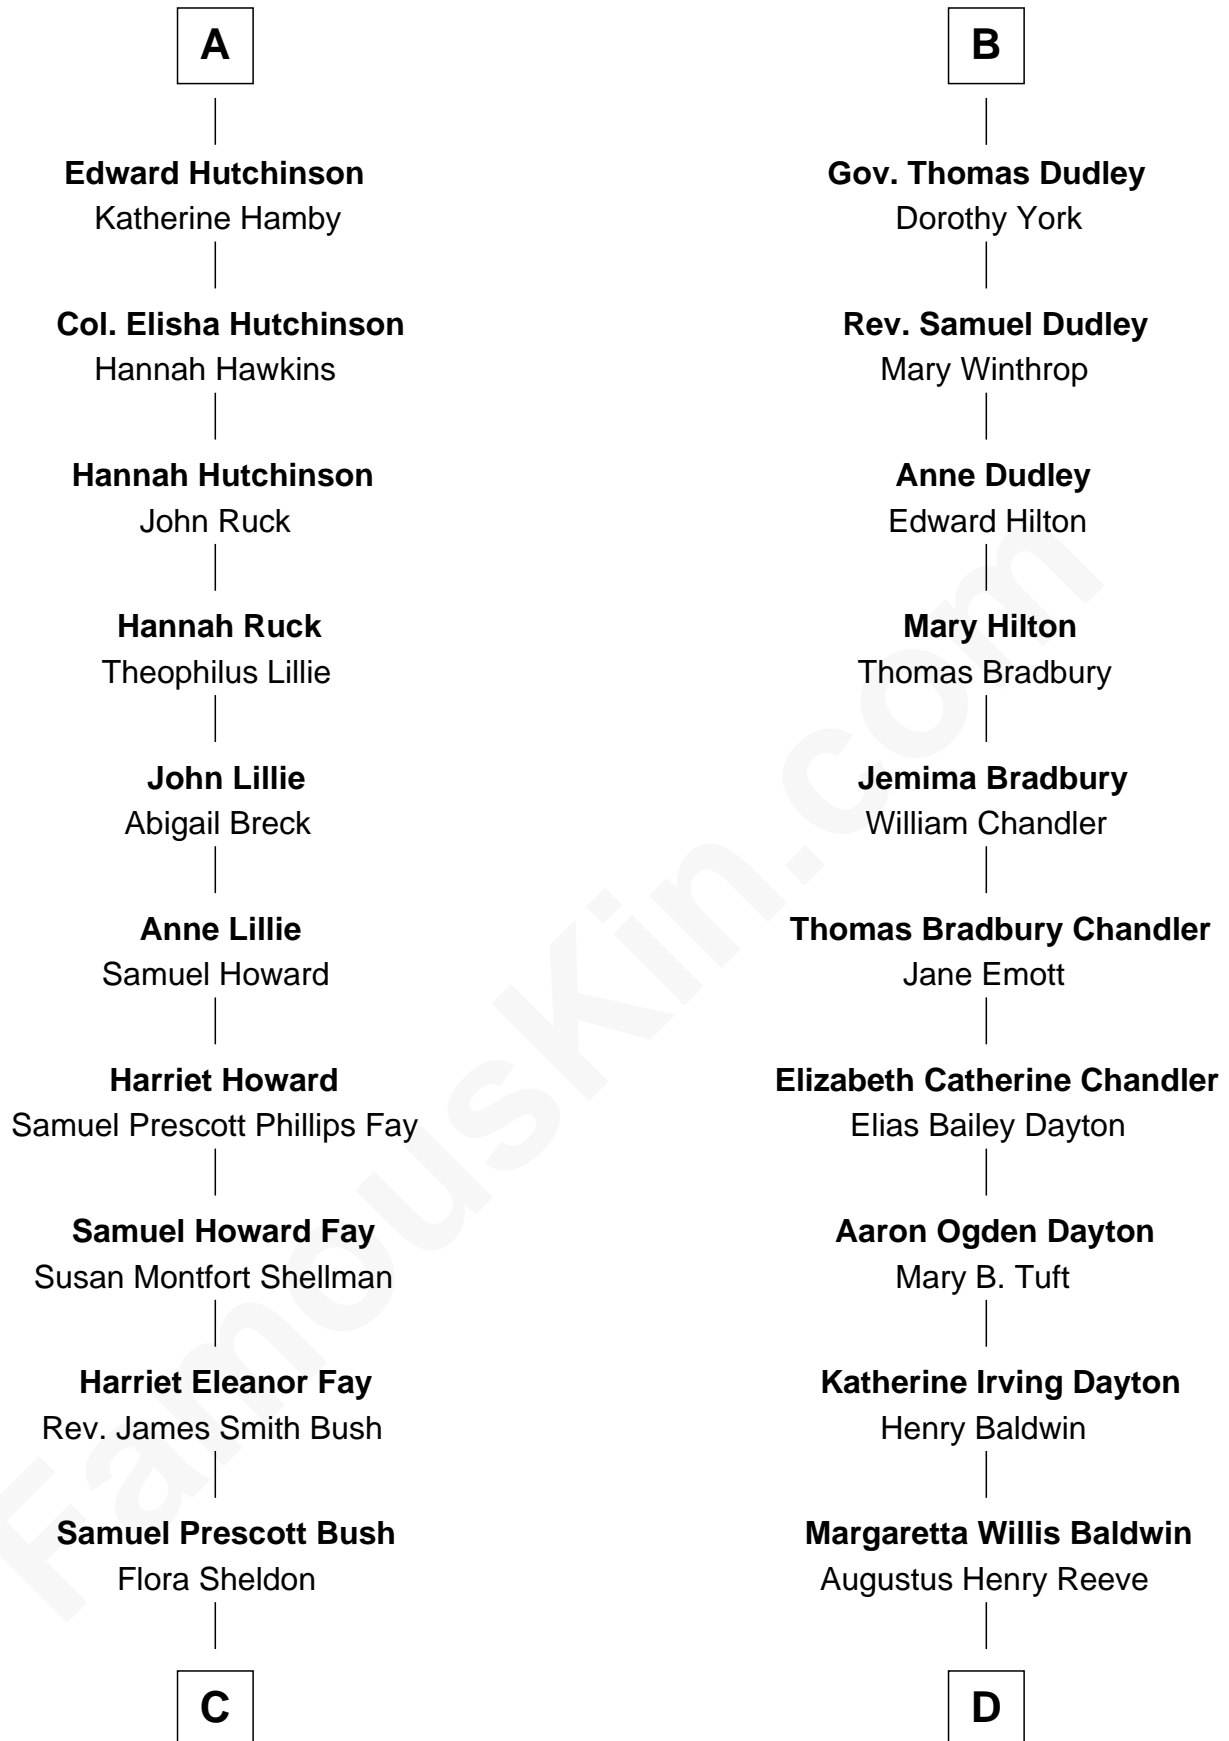 A
Edward Hutchinson
Katherine Hamby
Col. Elisha Hutchinson
Hannah Hawkins
Hannah Hutchinson
John Ruck
Hannah Ruck
Theophilus Lillie
John Lillie
Abigail Breck
Anne Lillie
Samuel Howard
Harriet Howard
Samuel Prescott Phillips Fay
Samuel Howard Fay
Susan Montfort Shellman
Harriet Eleanor Fay
Rev. James Smith Bush
Samuel Prescott Bush
Flora Sheldon
C
B
Gov. Thomas Dudley
Dorothy York
Rev. Samuel Dudley
Mary Winthrop
Anne Dudley
Edward Hilton
Mary Hilton
Thomas Bradbury
Jemima Bradbury
William Chandler
Thomas Bradbury Chandler
Jane Emott
Elizabeth Catherine Chandler
Elias Bailey Dayton
Aaron Ogden Dayton
Mary B. Tuft
Katherine Irving Dayton
Henry Baldwin
Margaretta Willis Baldwin
Augustus Henry Reeve
D
FamousKin.com